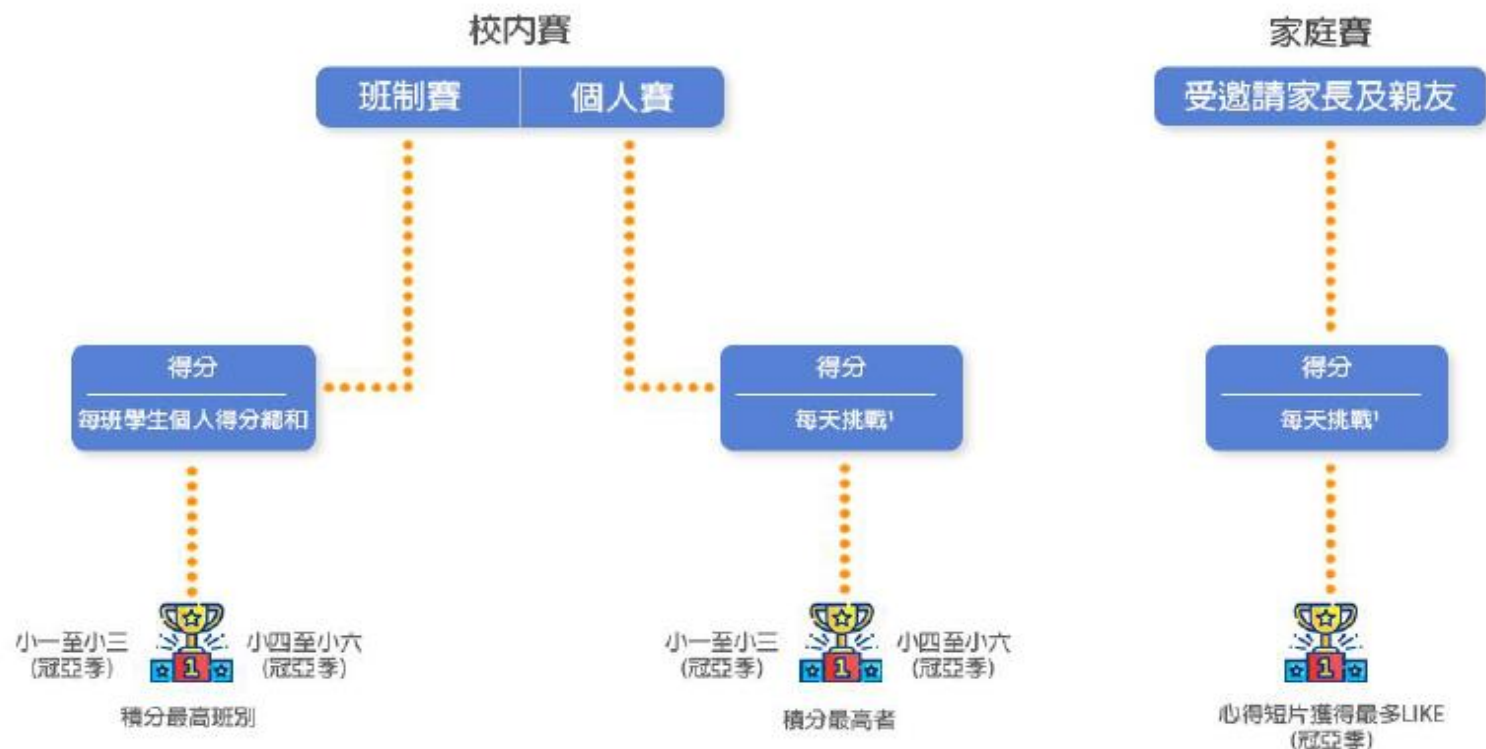 校内賽
班制賽
個人賽
得分
每班學生個人得分總和
小一至小三
(冠亞季)
1
小四至小六
(冠亞季)
積分最高班別
得分
每天挑戰¹
小一至小三
(冠亞季)
1
小四至小六
(冠亞季)
積分最高者
家庭賽
受邀請家長及親友
得分
每天挑戰¹
1
心得短片獲得最多LIKE
(冠亞季)